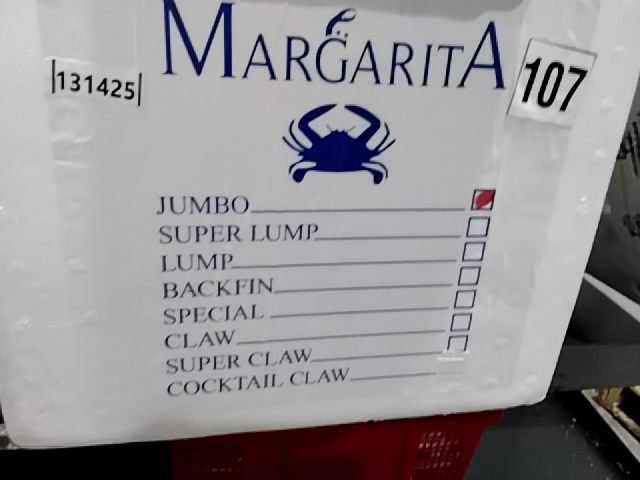 MARGARITA
131425
107
JUMBO
SUPER LUMP
LUMP
BACKFIN
SPECIAL
CLAW
SUPER CLAW
COCKTAIL CLAW